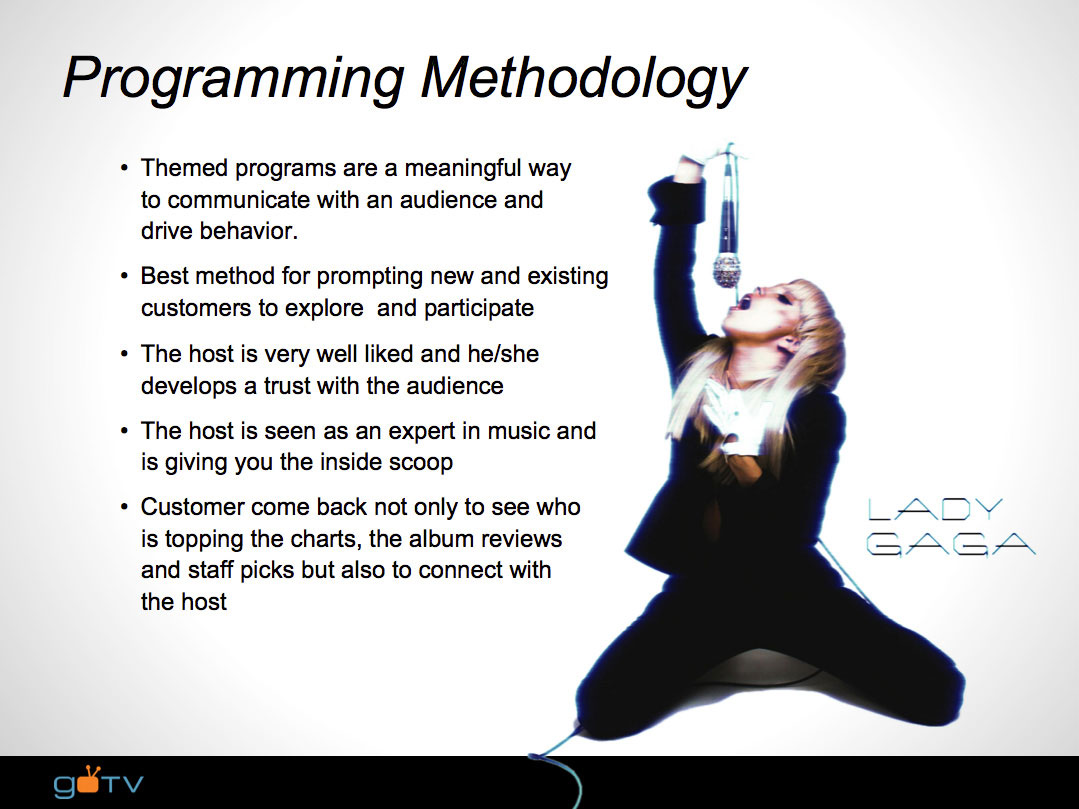 Programming Methodology
• Themed programs are a meaningful way
to communicate with an audience and
drive behavior.
• Best method for prompting new and existing
customers to explore  and participate
• The host is very well liked and he/she
develops a trust with the audience
• The host is seen as an expert in music and
is giving you the inside scoop
• Customer come back not only to see who
is topping the charts, the album reviews
and staff picks but also to connect with
the host
LADY
GAGA
goTV